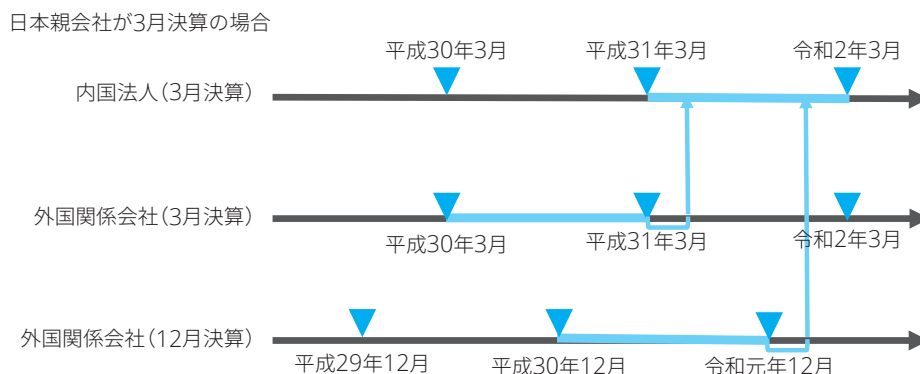 日本親会社が3月決算の場合
平成30年3月
平成31年3月
令和2年3月
内国法人(3月決算)
外国関係会社(3月決算)
平成30年3月
平成31年3月
令和2年3月
外国関係会社(12月決算)
平成29年12月
平成30年12月
令和元年12月